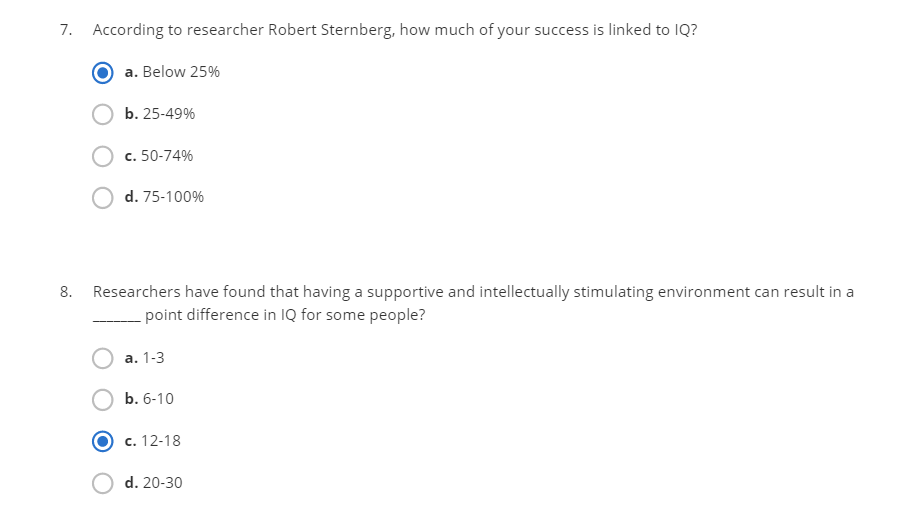 7. According to researcher Robert Sternberg, how much of your success is linked to IQ?
a. Below 25%
b. 25-49%
c. 50-74%
d. 75-100%
8. Researchers have found that having a supportive and intellectually stimulating environment can result in a
_______ point difference in IQ for some people?
a. 1-3
b. 6-10
c. 12-18
d. 20-30